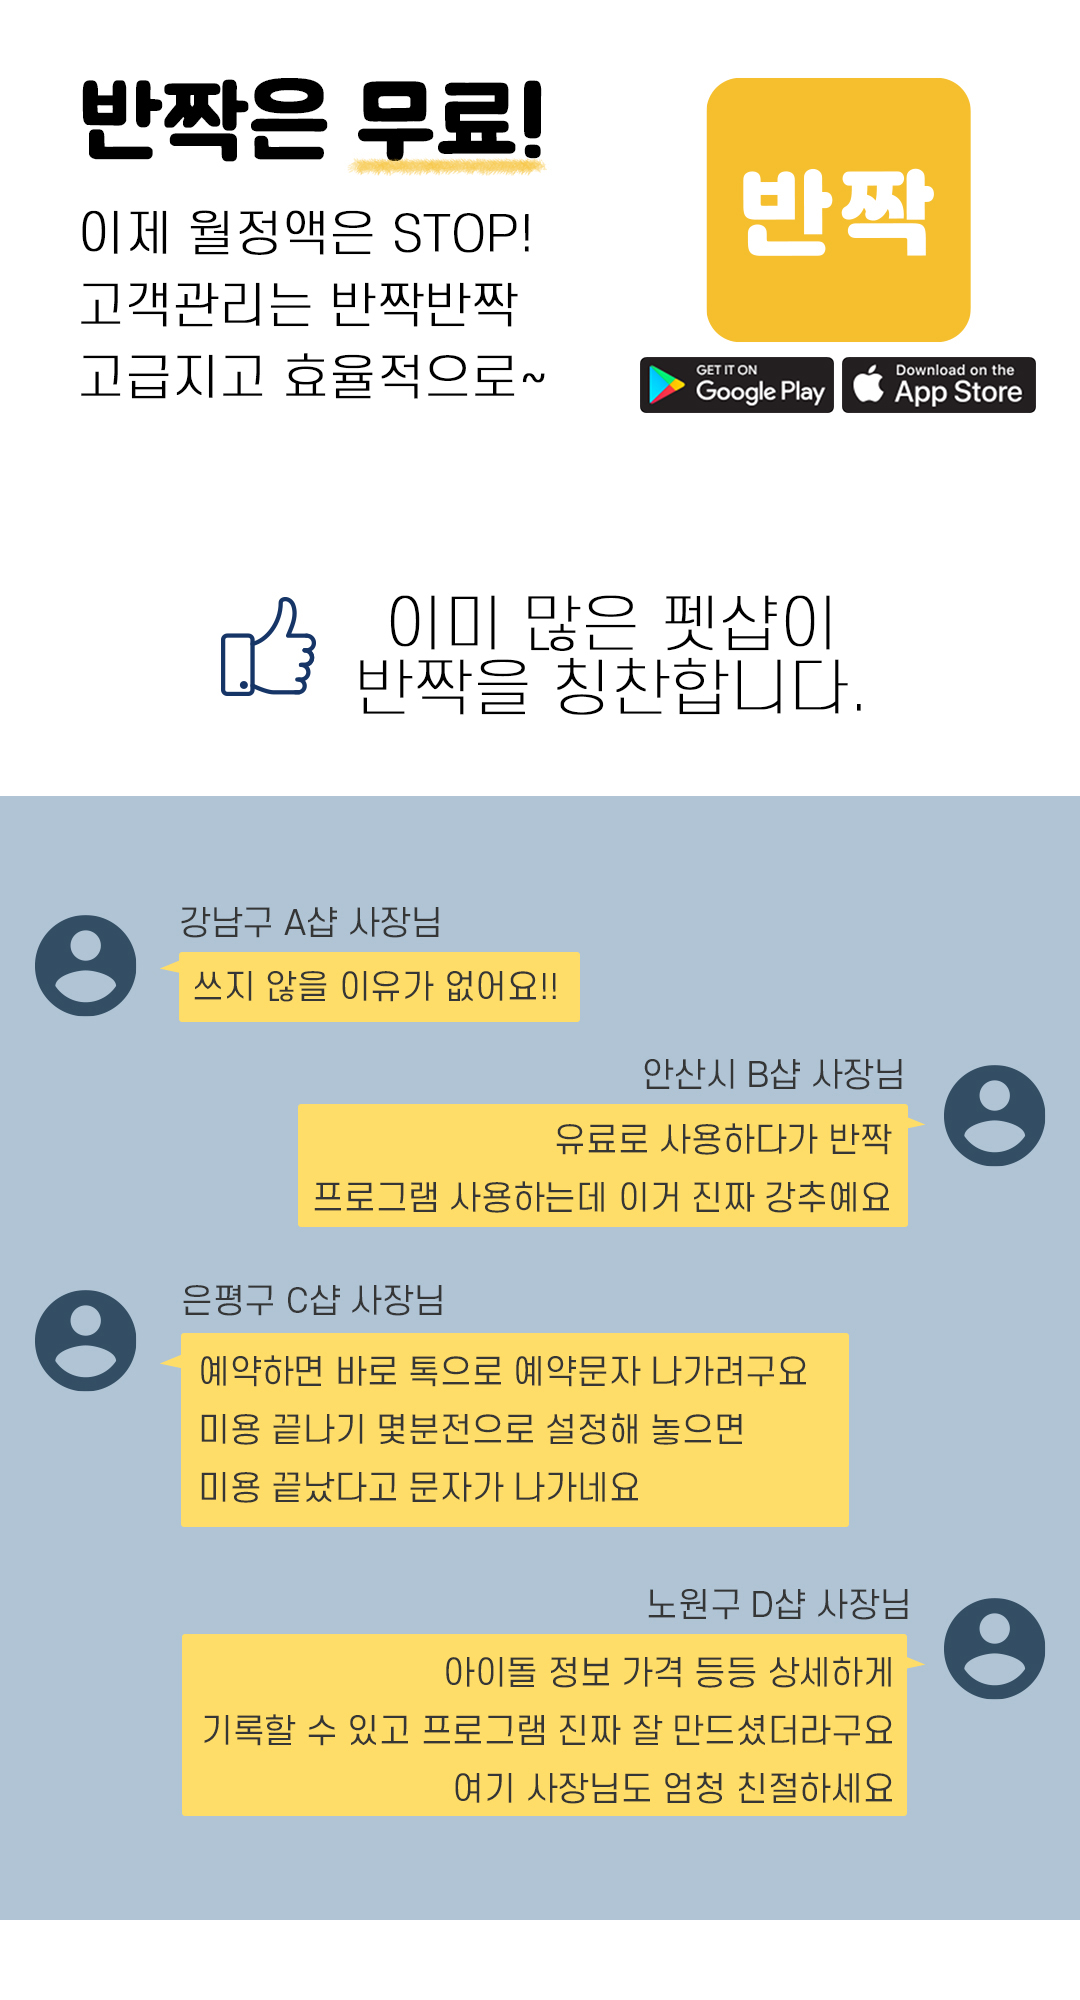 반짝은 무료!
이제 월정액은 STOP!
고객관리는 반짝반짝
고급지고 효율적으로~
반짝
GET IT ON
Google Play
Download on the
App Store
이미 많은 펫샵이
반짝을 칭찬합니다.
강남구 A샵 사장님
쓰지 않을 이유가 없어요!!
안산시 B샵 사장님
유료로 사용하다가 반짝
프로그램 사용하는데 이거 진짜 강추예요
은평구 C샵 사장님
예약하면 바로 톡으로 예약문자 나가려구요
미용 끝나기 몇분전으로 설정해 놓으면
미용 끝났다고 문자가 나가네요
노원구 D샵 사장님
아이돌 정보 가격 등등 상세하게
기록할 수 있고 프로그램 진짜 잘 만드셨더라구요
여기 사장님도 엄청 친절하세요